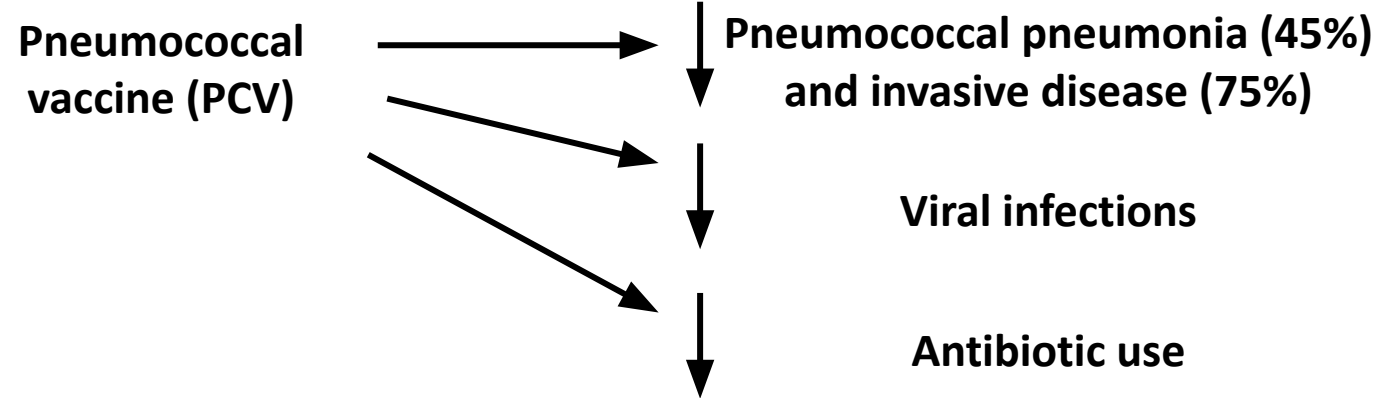 Pneumococcal
vaccine (PCV)
Pneumococcal pneumonia (45%)
and invasive disease (75%)
Viral infections
Antibiotic use